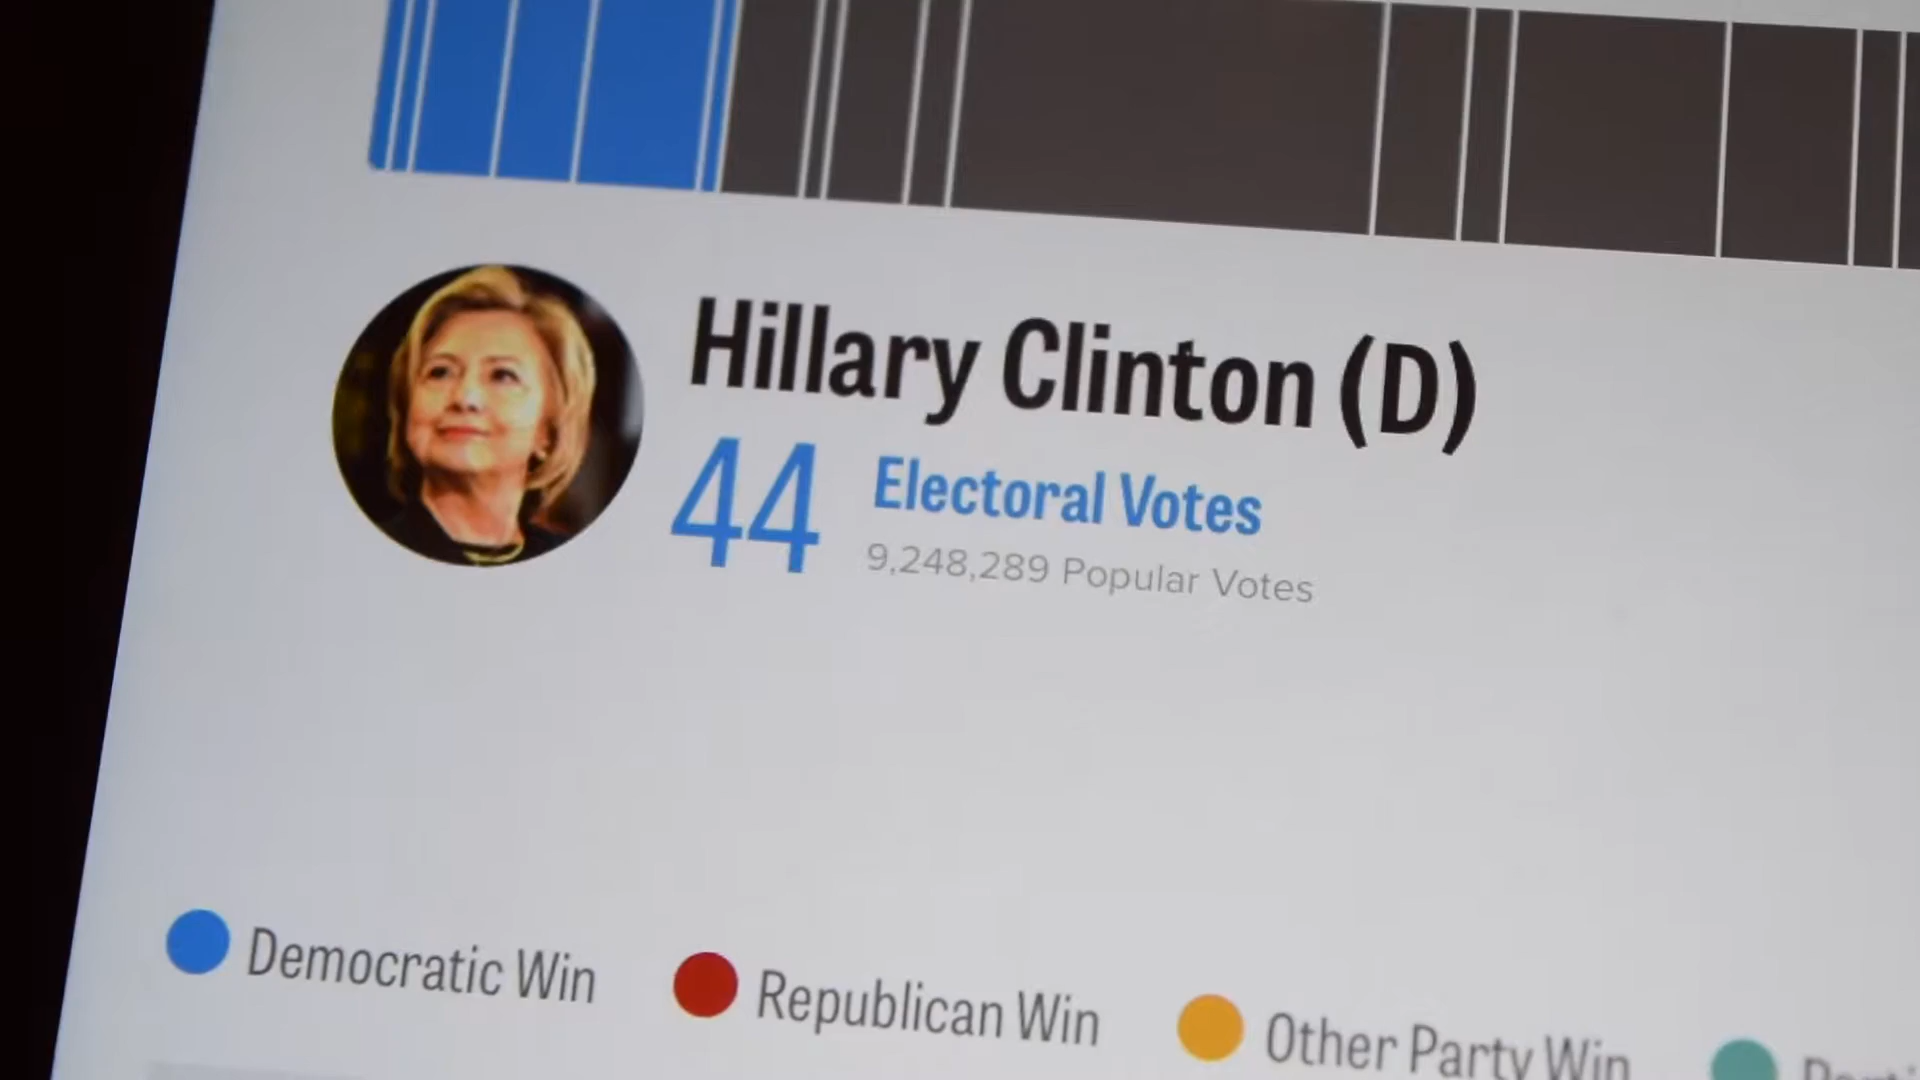 Hillary Clinton (D)
44 Electoral Votes
9,248,289 Popular Votes
Democratic Win
Republican Win
Other Party Win